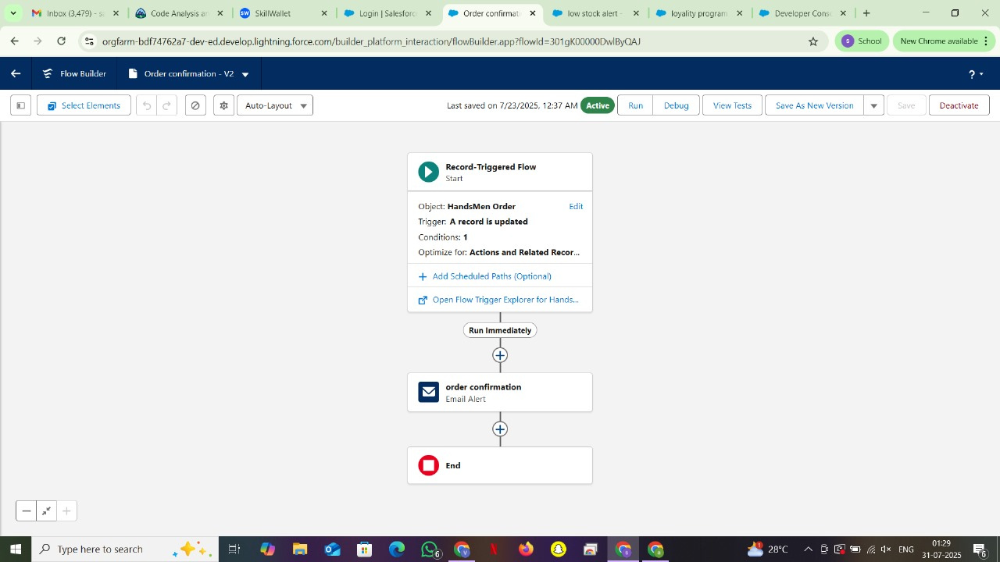 Inbox (3,479) - s
Code Analysis ar
SkillWallet
Login | Salesforc
Order confirmati
low stock alert -
loyality program
Developer Cons
orgfarm-bdf74762a7-dev-ed.develop.lightning.force.com/builder_platform_interaction/flowBuilder.app?flowId=301gK00000DwlByQAJ
S
School
New Chrome available
Flow Builder
Order confirmation - V2
?
Select Elements
Auto-Layout
Last saved on 7/23/2025, 12:37 AM
Active
Run
Debug
View Tests
Save As New Version
Save
Deactivate
Record-Triggered Flow
Start
Object: HandsMen Order
Edit
Trigger: A record is updated
Conditions: 1
Optimize for: Actions and Related Recor...
Add Scheduled Paths (Optional)
Open Flow Trigger Explorer for Hands...
Run Immediately
order confirmation
Email Alert
End
Type here to search
6
28°C
ENG
01:29
31-07-2025
6